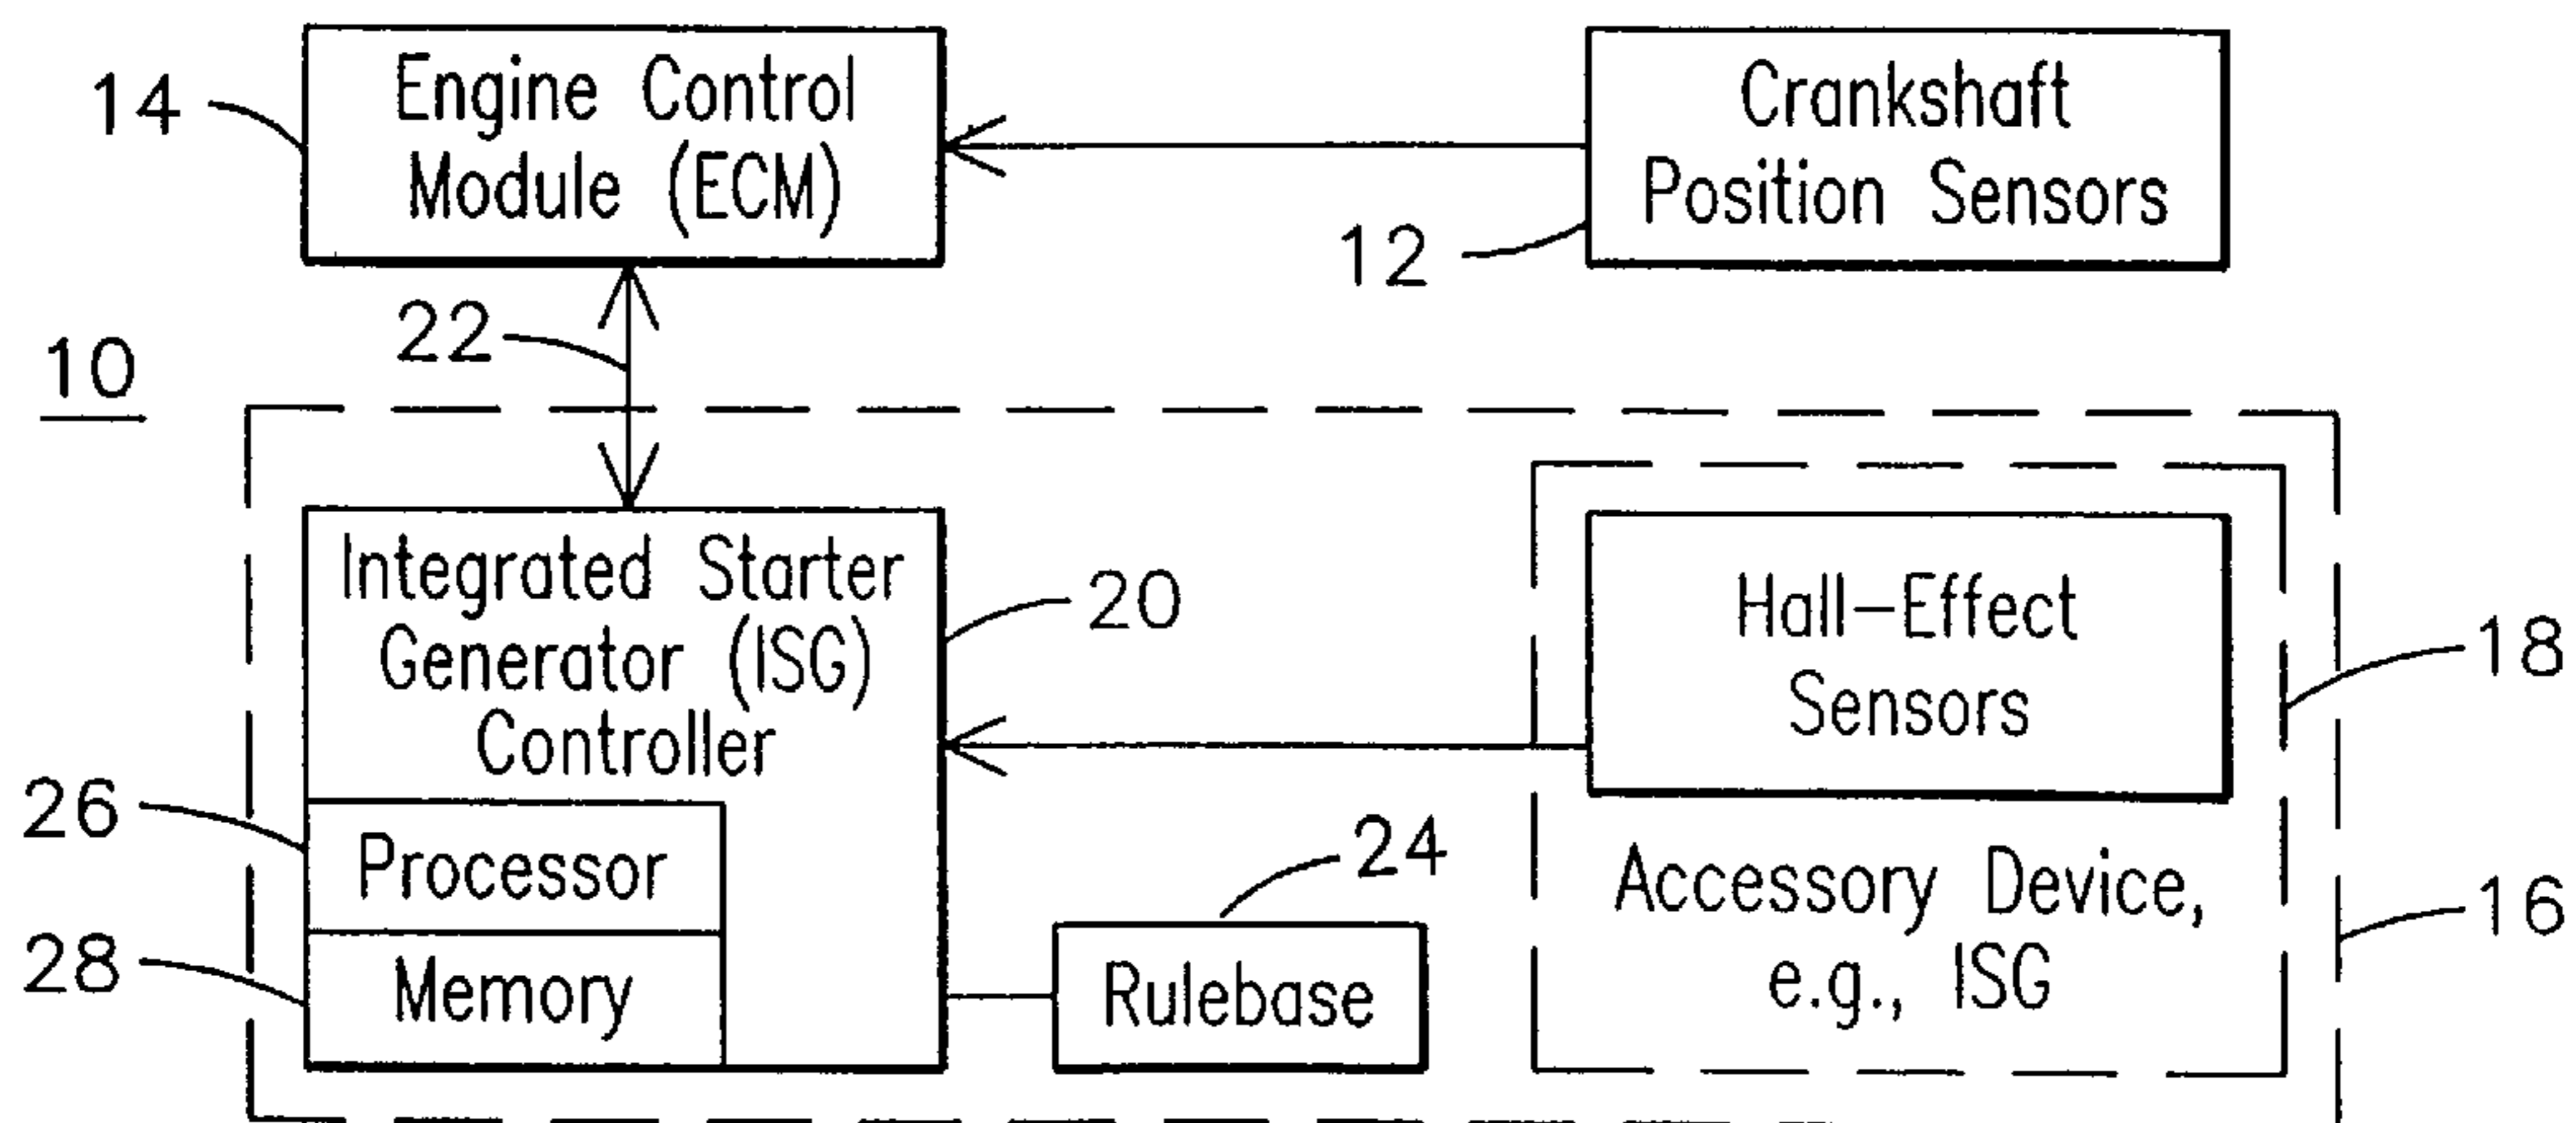 14
Engine Control
Module (ECM)
Crankshaft
Position Sensors
12
22
10
Integrated Starter
Generator (ISG)
Controller
20
Hall-Effect
Sensors
18
26
Processor
24
Accessory Device,
e.g., ISG
16
28
Memory
Rulebase